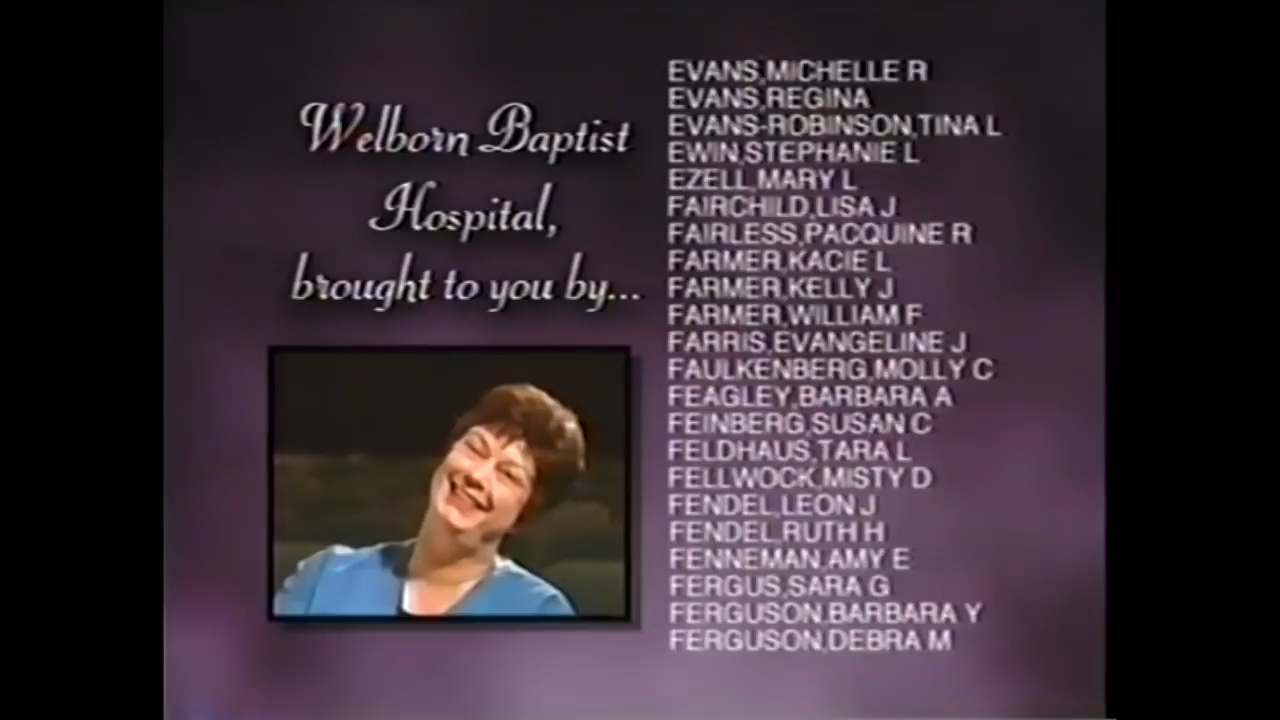 Welborn Baptist
Hospital,
brought to you by...
EVANS,MICHELLE R
EVANS,REGINA
EVANS-ROBINSON,TINA L
EWIN,STEPHANIE L
EZELL,MARY L
FAIRCHILD,LISA J
FAIRLESS,PACQUINE R
FARMER,KACIE L
FARMER,KELLY J
FARMER,WILLIAM F
FARRIS,EVANGELINE J
FAULKENBERG,MOLLY C
FEAGLEY,BARBARA A
FEINBERG,SUSAN C
FELDHAUS,TARA L
FELLWOCK,MISTY D
FENDEL,LEON J
FENDEL,RUTH H
FENNEMAN,AMY E
FERGUS,SARA G
FERGUSON,BARBARA Y
FERGUSON,DEBRA M